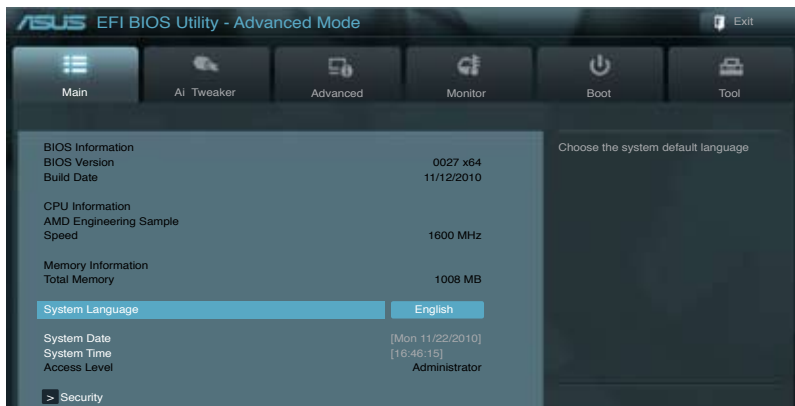 ASUS EFI BIOS Utility - Advanced Mode Exit
Main Ai Tweaker Advanced Monitor Boot Tool
BIOS Information
BIOS Version 0027 x64
Build Date 11/12/2010
Choose the system default language
CPU Information
AMD Engineering Sample
Speed 1600 MHz
Memory Information
Total Memory 1008 MB
System Language English
System Date [Mon 11/22/2010]
System Time [16:46:15]
Access Level Administrator
> Security